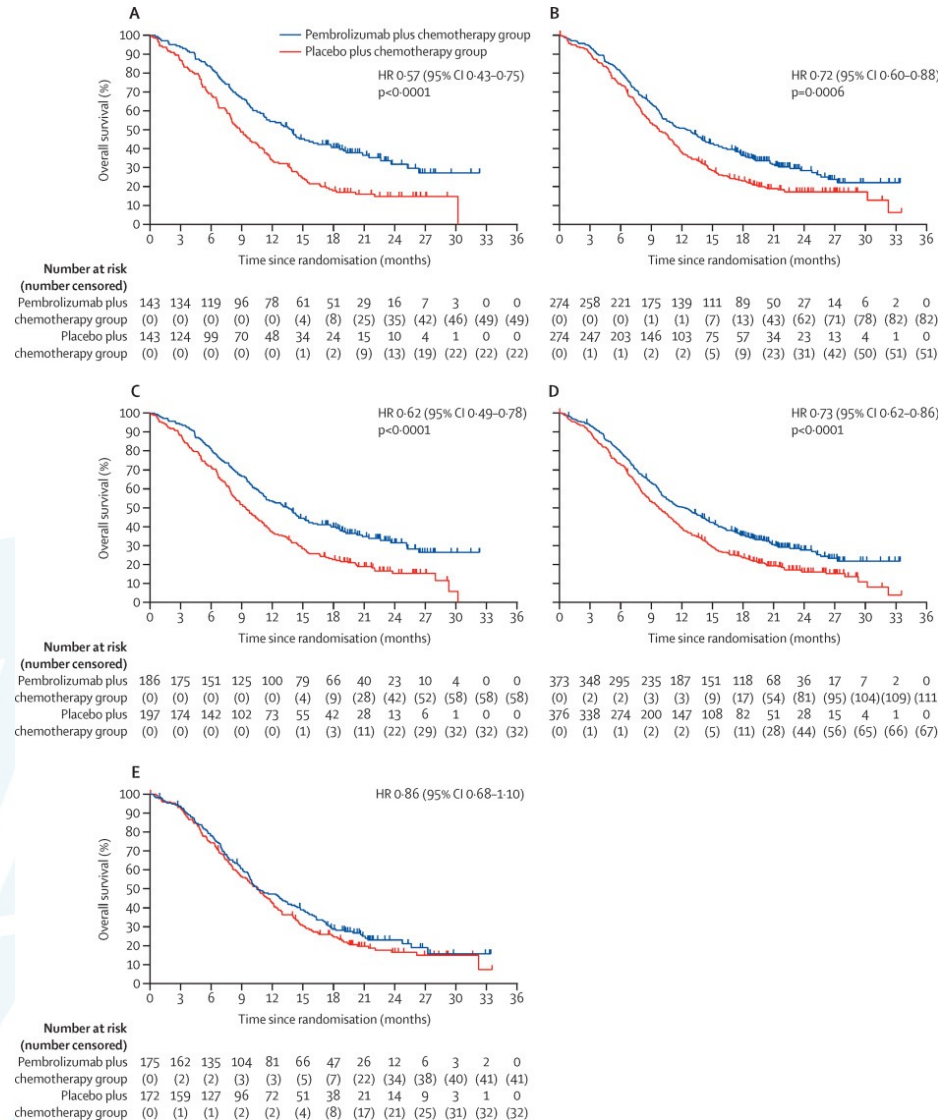 A
Pembrolizumab plus chemotherapy group
Placebo plus chemotherapy group
HR 0·57 (95% CI 0·43–0·75)
p<0·0001
Overall survival (%)
100
90
80
70
60
50
40
30
20
10
0
0 3 6 9 12 15 18 21 24 27 30 33 36
Time since randomisation (months)
Number at risk
(number censored)
Pembrolizumab plus 143 134 119 96 78 61 51 29 16 7 3 0 0
chemotherapy group (0) (0) (0) (0) (0) (4) (8) (25) (35) (42) (46) (49) (49)
Placebo plus 143 124 99 70 48 34 24 15 10 4 1 0 0
chemotherapy group (0) (0) (0) (0) (0) (1) (2) (9) (13) (19) (22) (22) (22)
B
HR 0·72 (95% CI 0·60–0·88)
p=0·0006
100
90
80
70
60
50
40
30
20
10
0
0 3 6 9 12 15 18 21 24 27 30 33 36
Time since randomisation (months)
274 258 221 175 139 111 89 50 27 14 6 2 0
(0) (0) (0) (1) (1) (7) (13) (43) (62) (71) (78) (82) (82)
274 247 203 146 103 75 57 34 23 13 4 1 0
(0) (1) (1) (2) (2) (5) (9) (23) (31) (42) (50) (51) (51)
C
HR 0·62 (95% CI 0·49–0·78)
p<0·0001
Overall survival (%)
100
90
80
70
60
50
40
30
20
10
0
0 3 6 9 12 15 18 21 24 27 30 33 36
Time since randomisation (months)
Number at risk
(number censored)
Pembrolizumab plus 186 175 151 125 100 79 66 40 23 10 4 0 0
chemotherapy group (0) (0) (0) (0) (0) (4) (9) (28) (42) (52) (58) (58) (58)
Placebo plus 197 174 142 102 73 55 42 28 13 6 1 0 0
chemotherapy group (0) (0) (0) (0) (0) (1) (3) (11) (22) (29) (32) (32) (32)
D
HR 0·73 (95% CI 0·62–0·86)
p<0·0001
100
90
80
70
60
50
40
30
20
10
0
0 3 6 9 12 15 18 21 24 27 30 33 36
Time since randomisation (months)
373 348 295 235 187 151 118 68 36 17 7 2 0
(0) (2) (2) (3) (3) (9) (17) (54) (81) (95) (104) (109) (111
376 338 274 200 147 108 82 51 28 15 4 1 0
(0) (1) (1) (2) (2) (5) (11) (28) (44) (56) (65) (66) (67)
E
HR 0·86 (95% CI 0·68–1·10)
Overall survival (%)
100
90
80
70
60
50
40
30
20
10
0
0 3 6 9 12 15 18 21 24 27 30 33 36
Time since randomisation (months)
Number at risk
(number censored)
Pembrolizumab plus 175 162 135 104 81 66 47 26 12 6 3 2 0
chemotherapy group (0) (2) (2) (3) (3) (5) (7) (22) (34) (38) (40) (41) (41)
Placebo plus 172 159 127 96 72 51 38 21 14 9 3 1 0
chemotherapy group (0) (1) (1) (2) (2) (4) (8) (17) (21) (25) (31) (32) (32)